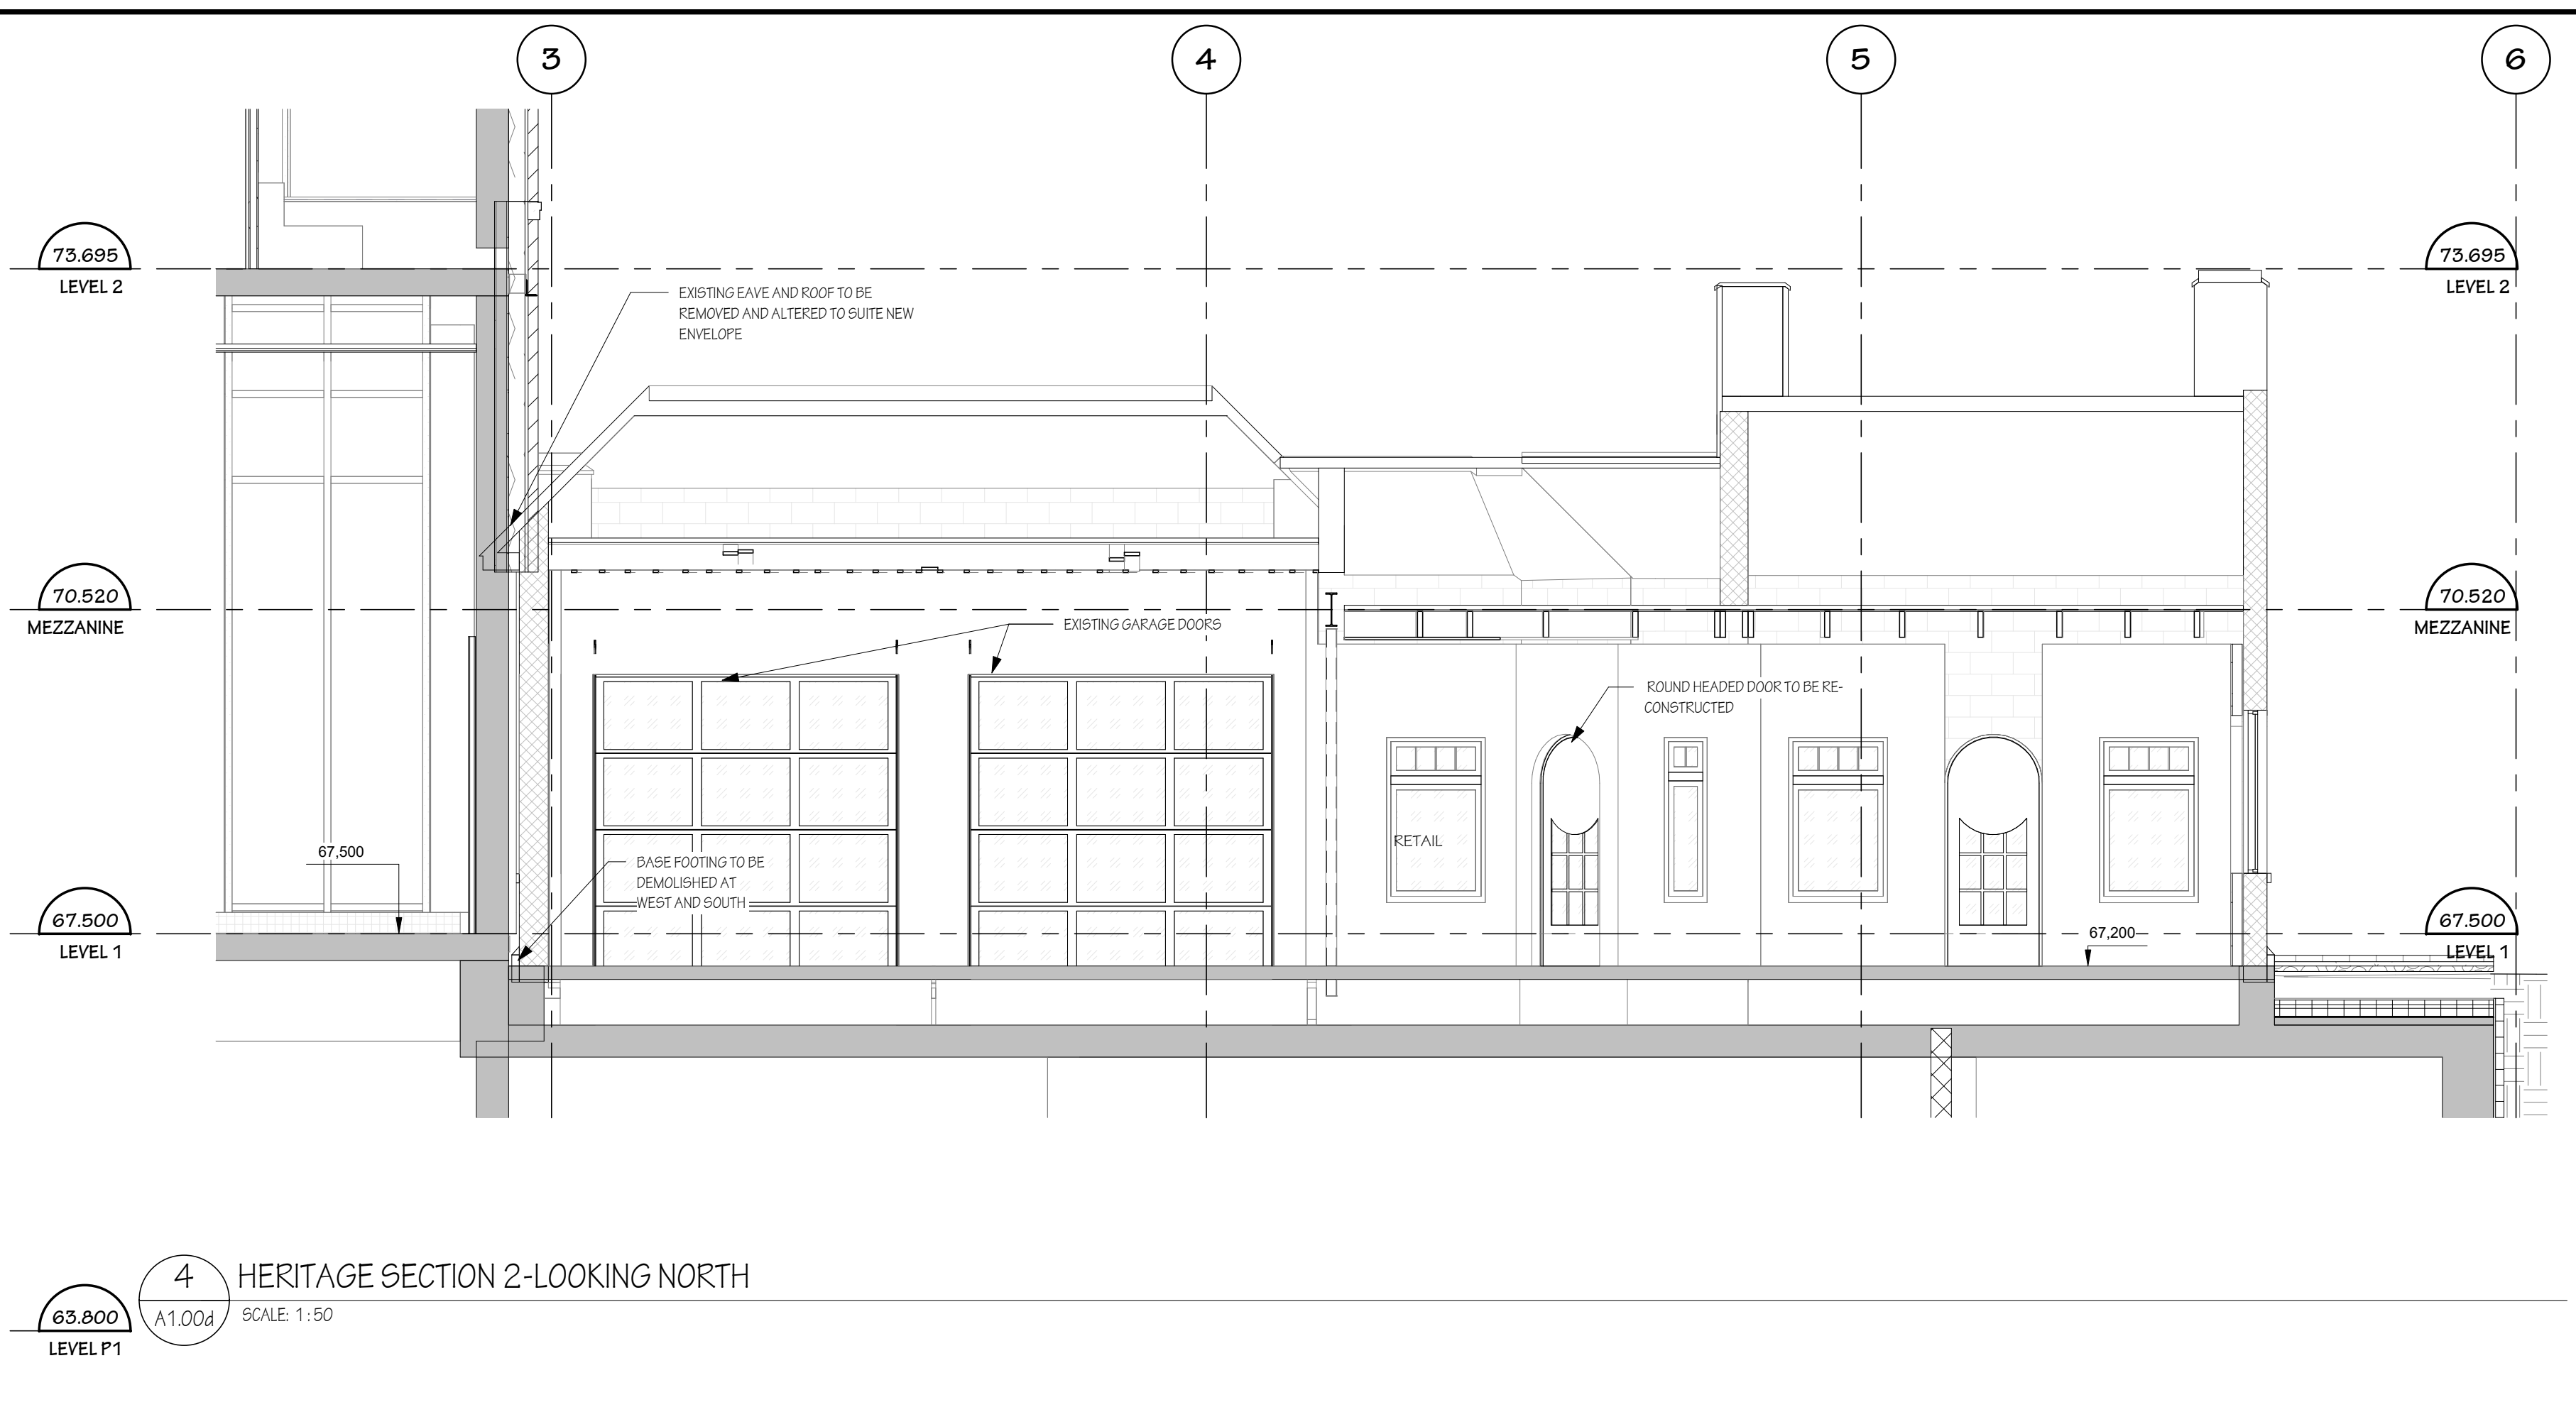 3
4
5
6
73.695
LEVEL 2
73.695
LEVEL 2
EXISTING EAVE AND ROOF TO BE
REMOVED AND ALTERED TO SUITE NEW
ENVELOPE
70.520
MEZZANINE
70.520
MEZZANINE
EXISTING GARAGE DOORS
ROUND HEADED DOOR TO BE RE-
CONSTRUCTED
RETAIL
67,500
BASE FOOTING TO BE
DEMOLISHED AT
WEST AND SOUTH
67.500
LEVEL 1
67,200
67.500
LEVEL 1
4
A1.00d
HERITAGE SECTION 2-LOOKING NORTH
SCALE: 1 : 50
63.800
LEVEL P1